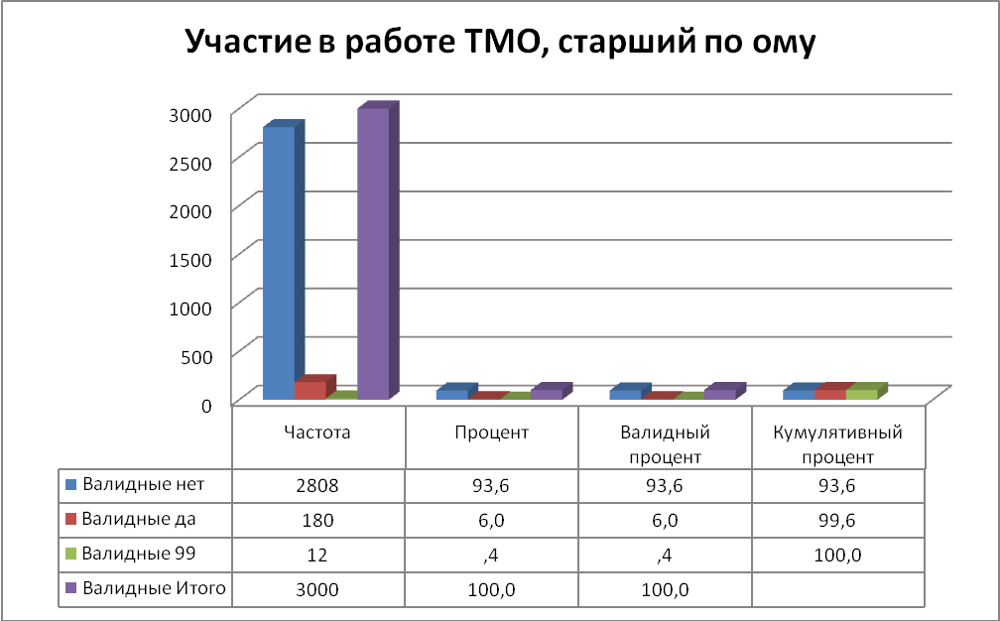 Участие в работе ТМО, старший по ому
3000
2500
2000
1500
1000
500
0
Частота Процент Валидный процент Кумулятивный процент
Валидные нет 2808 93,6 93,6 93,6
Валидные да 180 6,0 6,0 99,6
Валидные 99 12 ,4 ,4 100,0
Валидные Итого 3000 100,0 100,0